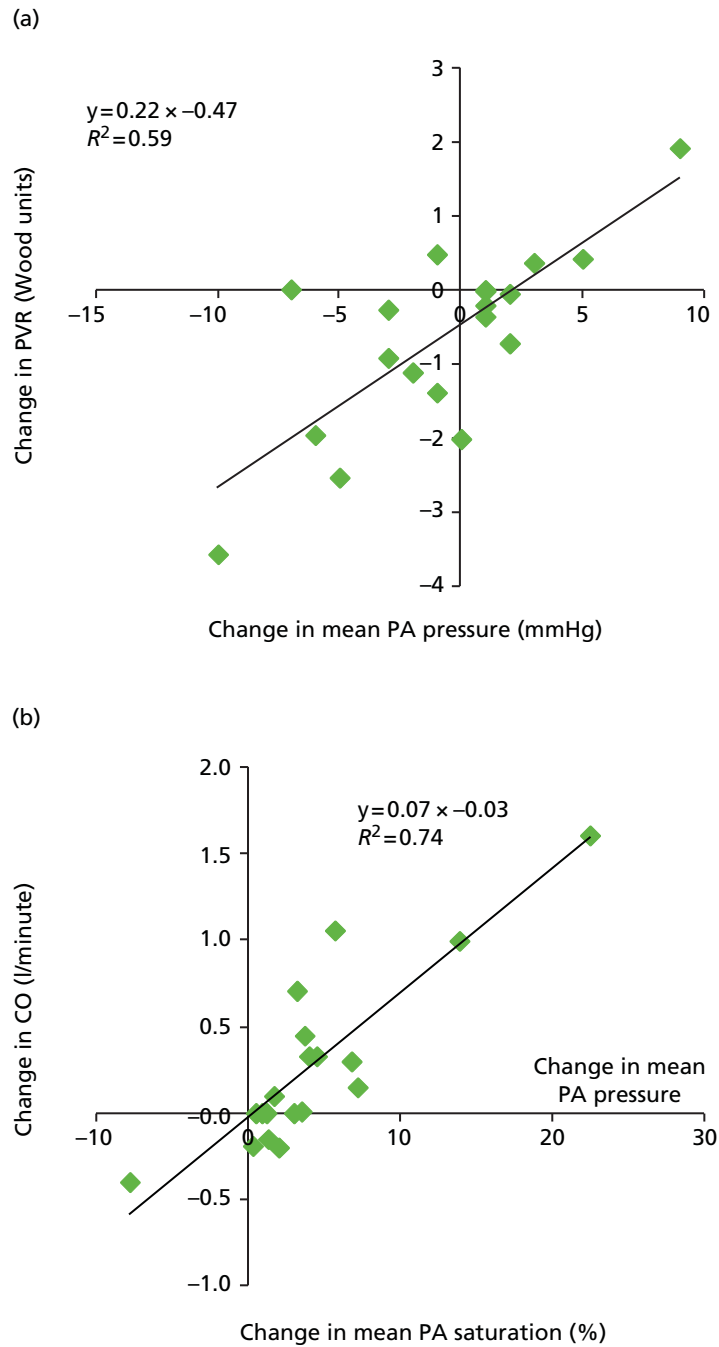 (a)
y=0.22 × −0.47
R²=0.59
Change in PVR (Wood units)
3
2
1
0
−15
−10
−5
0
5
10
−1
−2
−3
−4
Change in mean PA pressure (mmHg)
(b)
y=0.07 × −0.03
R²=0.74
Change in CO (l/minute)
2.0
1.5
1.0
0.5
Change in mean
PA pressure
−0.0
−10
0
10
20
30
−0.5
−1.0
Change in mean PA saturation (%)